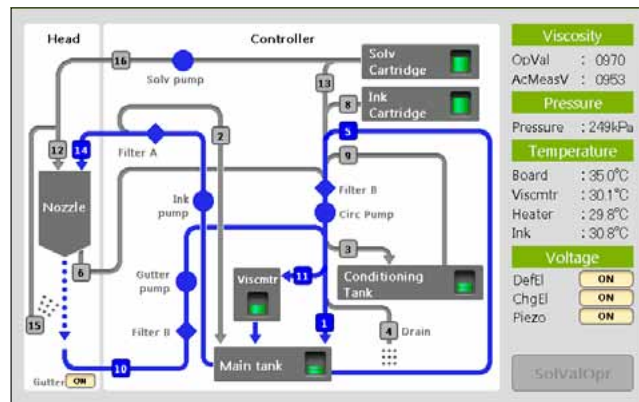 Head
Controller
16
Solv pump
Solv
Cartridge
13
8
Ink
Cartridge
5
12
14
Filter A
2
9
Nozzle
Ink
pump
Filter B
Circ Pump
3
6
Gutter
pump
11
Viscmtr
Conditioning
Tank
15
Filter B
1
4
Drain
10
Main tank
Gutter ON
Viscosity
OpVal : 0970
AcMeasV : 0953
Pressure
Pressure : 249kPa
Temperature
Board : 35.0°C
Viscmtr : 30.1°C
Heater : 29.8°C
Ink : 30.8°C
Voltage
DefEl ON
ChgEl ON
Piezo ON
SolValOpr